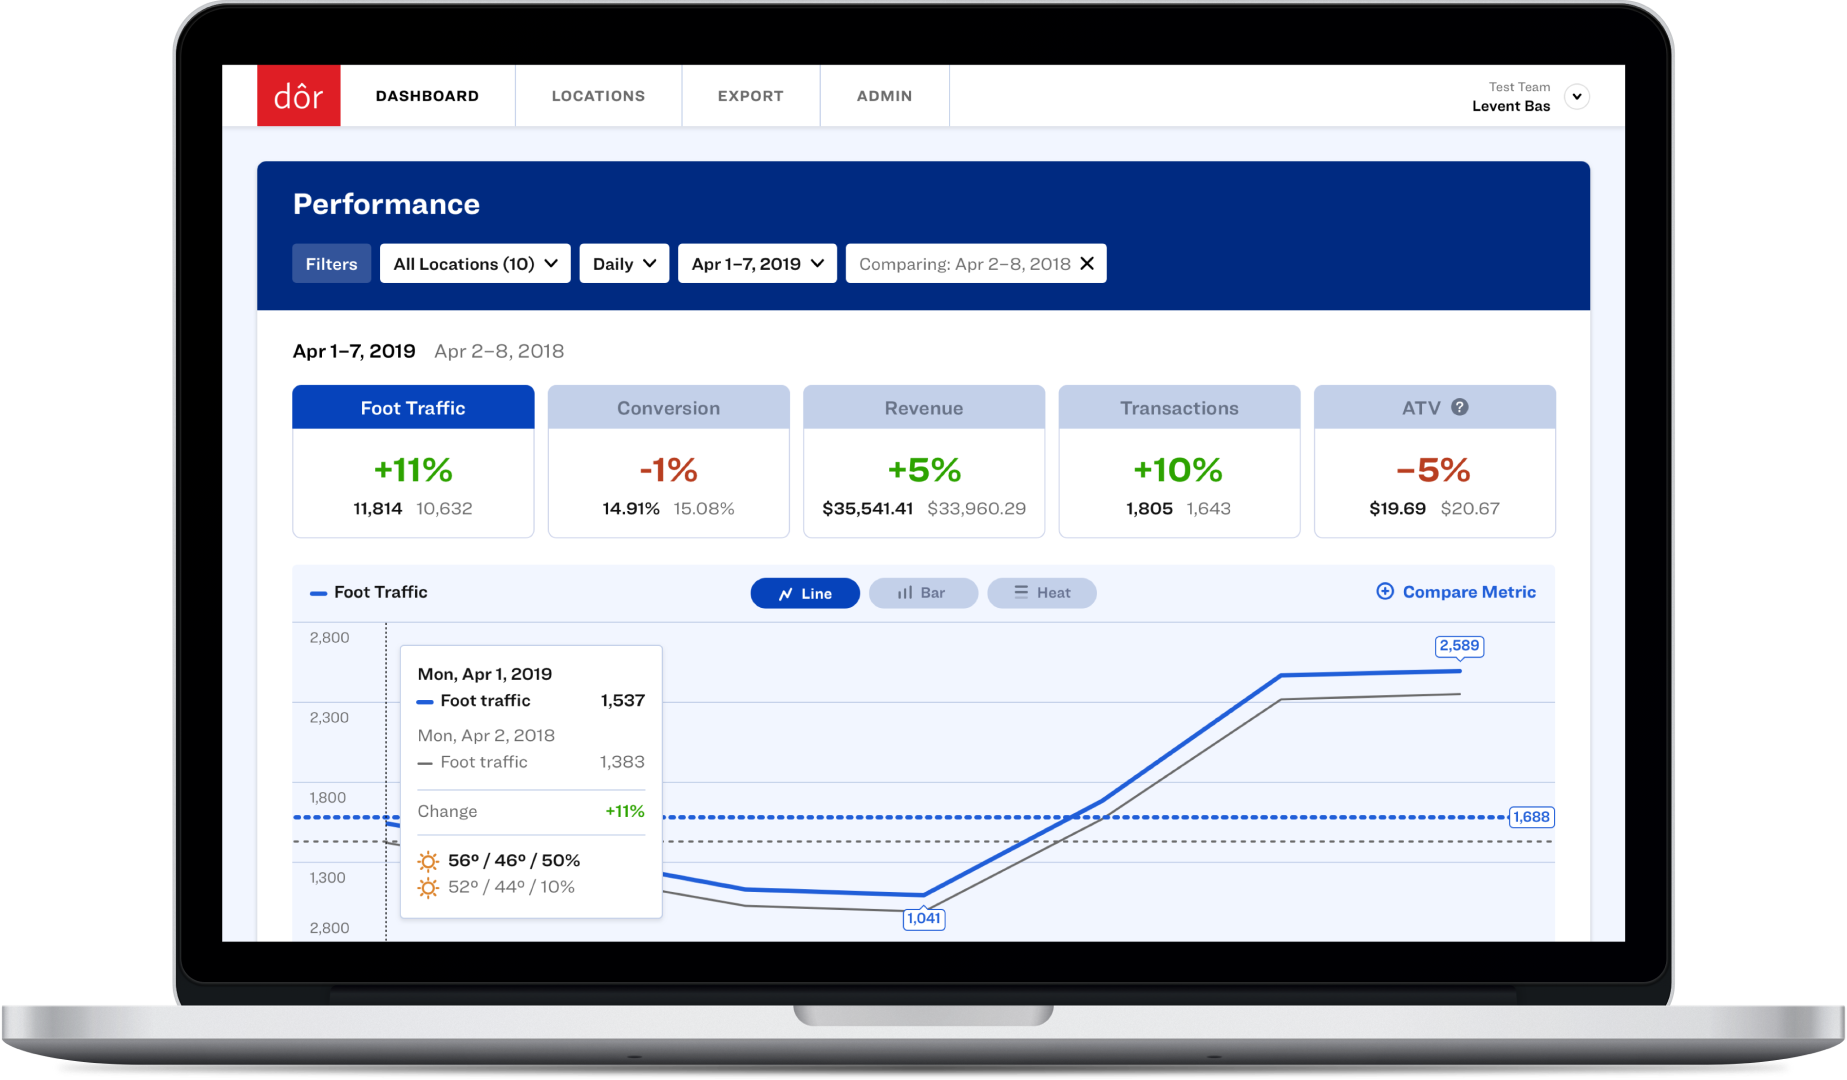 dôr DASHBOARD LOCATIONS EXPORT ADMIN
Test Team
Levent Bas
Performance
Filters All Locations (10) Daily Apr 1–7, 2019 Comparing: Apr 2–8, 2018
Apr 1–7, 2019 Apr 2–8, 2018
Foot Traffic
+11%
11,814 10,632
Conversion
-1%
14.91% 15.08%
Revenue
+5%
$35,541.41 $33,960.29
Transactions
+10%
1,805 1,643
ATV ?
–5%
$19.69 $20.67
Foot Traffic Line Bar Heat Compare Metric
2,800
2,300
1,800
1,300
2,800
Mon, Apr 1, 2019
Foot traffic 1,537
Mon, Apr 2, 2018
Foot traffic 1,383
Change +11%
56º / 46º / 50%
52º / 44º / 10%
2,589
1,688
1,041